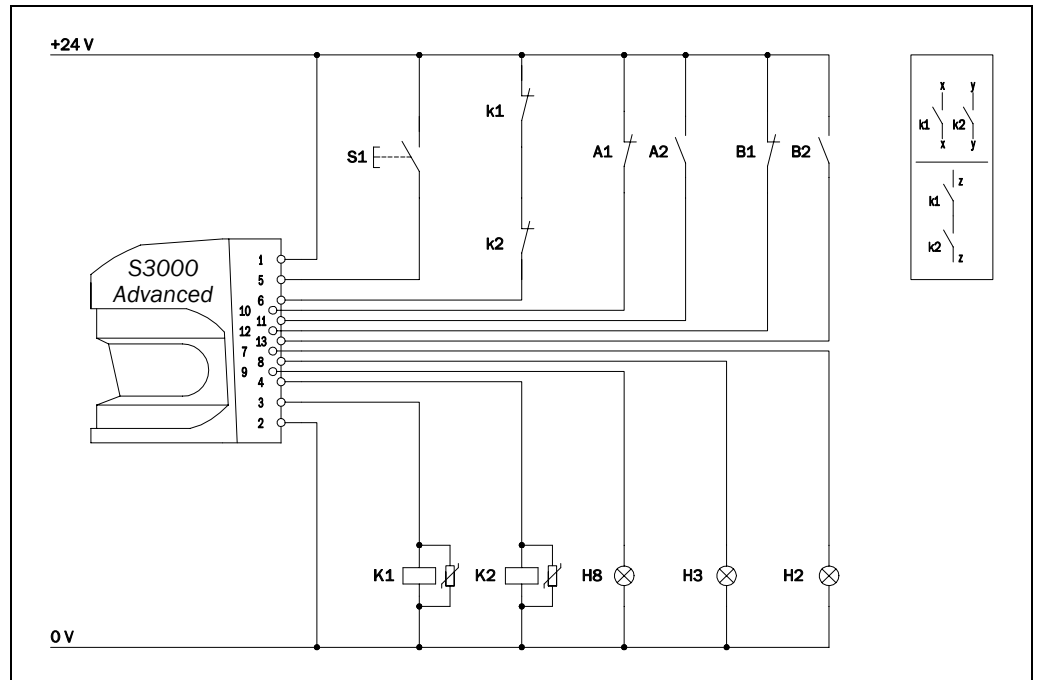 +24 V
k1
S1
A1 A2 B1 B2
k2
x y
k1 k2
x y
z
k1
k2
z
S3000
Advanced
1
5
6
10
11
12
13
7
8
9
4
3
2
K1 K2 H8 H3 H2
0 V